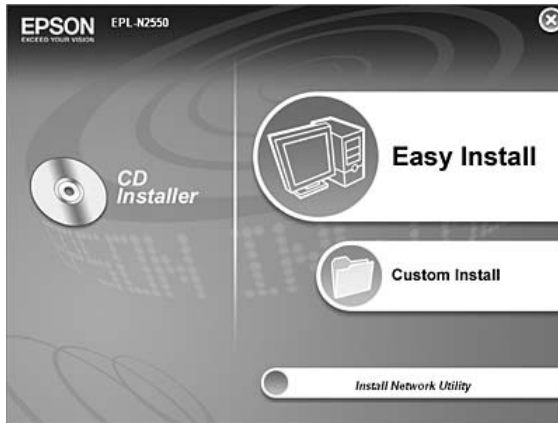 EPSON
EXCEED YOUR VISION
EPL-N2550
CD
Installer
Easy Install
Custom Install
Install Network Utility